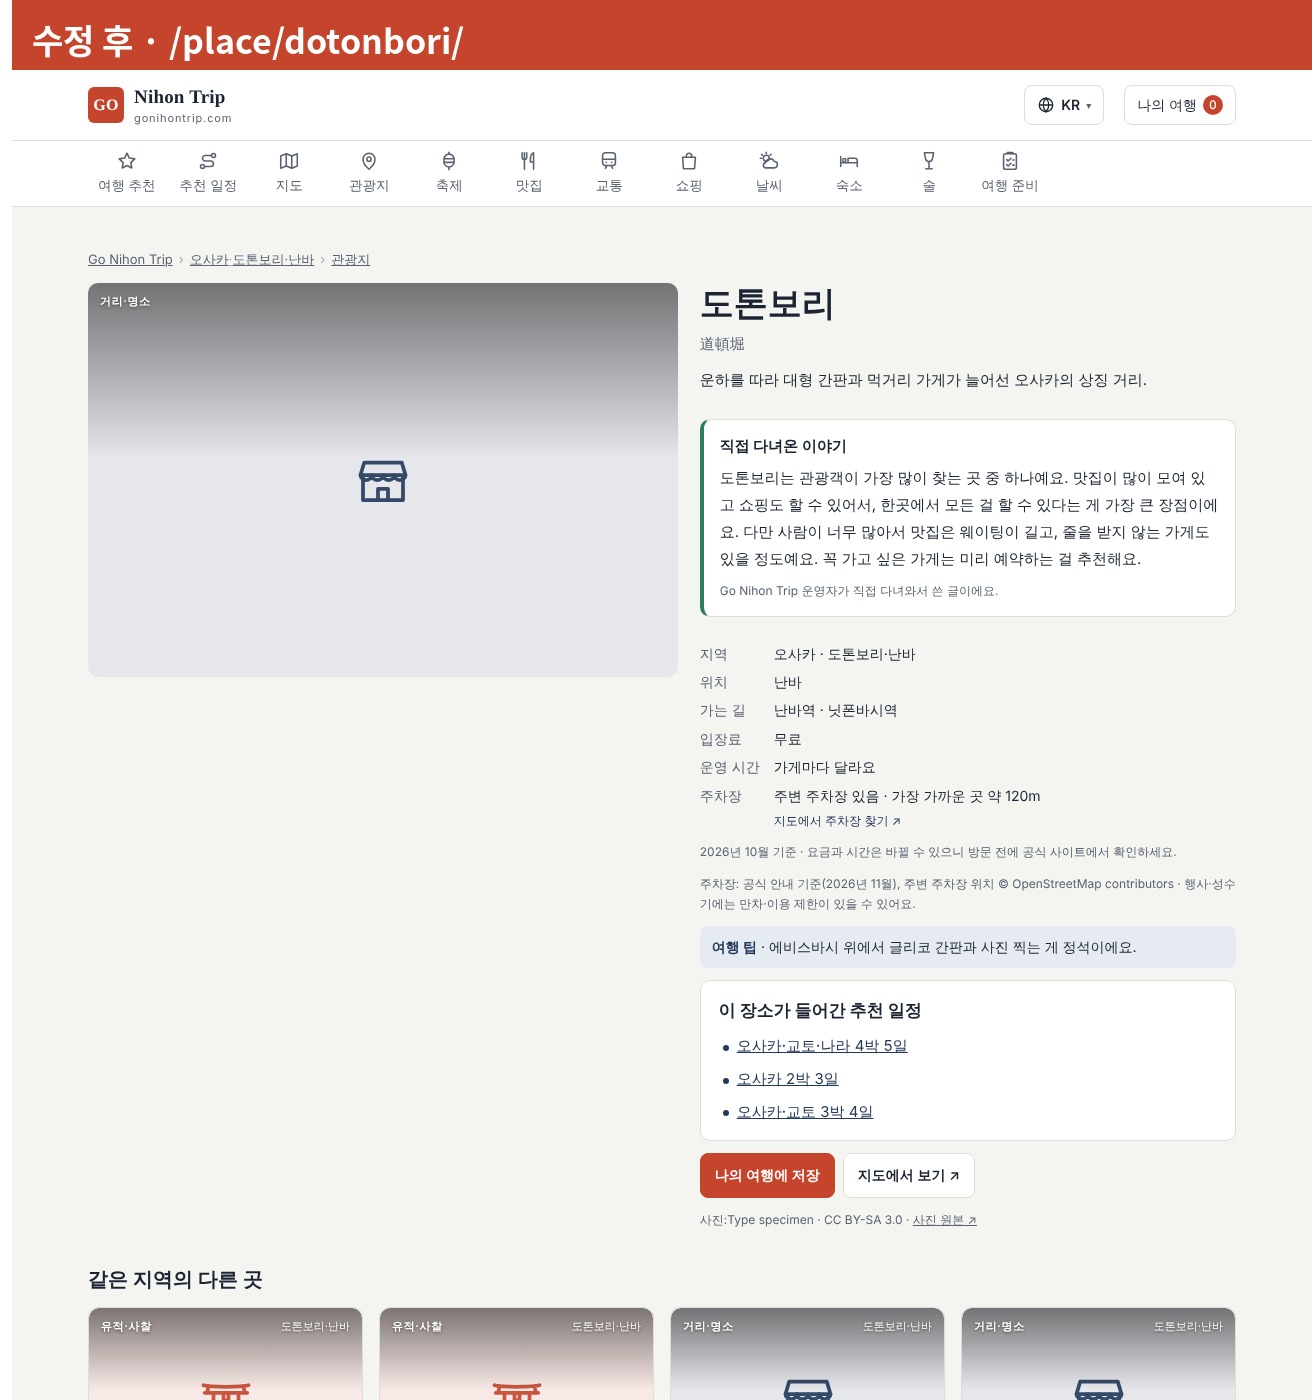 수정 후 · /place/dotonbori/
GO
Nihon Trip
gonihontrip.com
KR ▾
나의 여행 0
여행 추천
추천 일정
지도
관광지
축제
맛집
교통
쇼핑
날씨
숙소
술
여행 준비
Go Nihon Trip › 오사카·도톤보리·난바 › 관광지
거리·명소
도톤보리
道頓堀
운하를 따라 대형 간판과 먹거리 가게가 늘어선 오사카의 상징 거리.
직접 다녀온 이야기
도톤보리는 관광객이 가장 많이 찾는 곳 중 하나예요. 맛집이 많이 모여 있
고 쇼핑도 할 수 있어서, 한곳에서 모든 걸 할 수 있다는 게 가장 큰 장점이에
요. 다만 사람이 너무 많아서 맛집은 웨이팅이 길고, 줄을 받지 않는 가게도
있을 정도예요. 꼭 가고 싶은 가게는 미리 예약하는 걸 추천해요.
Go Nihon Trip 운영자가 직접 다녀와서 쓴 글이에요.
지역 오사카 · 도톤보리·난바
위치 난바
가는 길 난바역 · 닛폰바시역
입장료 무료
운영 시간 가게마다 달라요
주차장 주변 주차장 있음 · 가장 가까운 곳 약 120m
지도에서 주차장 찾기 ↗
2026년 10월 기준 · 요금과 시간은 바뀔 수 있으니 방문 전에 공식 사이트에서 확인하세요.
주차장: 공식 안내 기준(2026년 11월), 주변 주차장 위치 © OpenStreetMap contributors · 행사·성수
기에는 만차·이용 제한이 있을 수 있어요.
여행 팁 · 에비스바시 위에서 글리코 간판과 사진 찍는 게 정석이에요.
이 장소가 들어간 추천 일정
오사카·교토·나라 4박 5일
오사카 2박 3일
오사카·교토 3박 4일
나의 여행에 저장
지도에서 보기 ↗
사진:Type specimen · CC BY-SA 3.0 · 사진 원본 ↗
같은 지역의 다른 곳
유적·사찰 도톤보리·난바
유적·사찰 도톤보리·난바
거리·명소 도톤보리·난바
거리·명소 도톤보리·난바